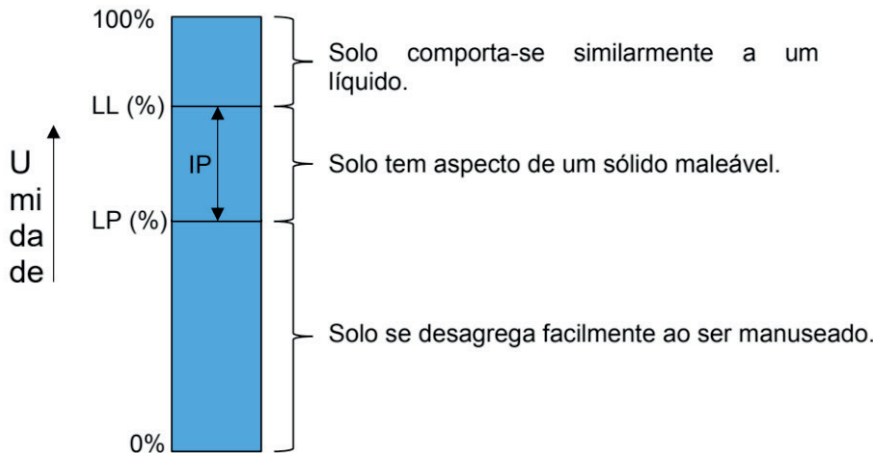 100%
Solo comporta-se similarmente a um
líquido.
LL (%)
U
mi
da
de
IP
Solo tem aspecto de um sólido maleável.
LP (%)
Solo se desagrega facilmente ao ser manuseado.
0%